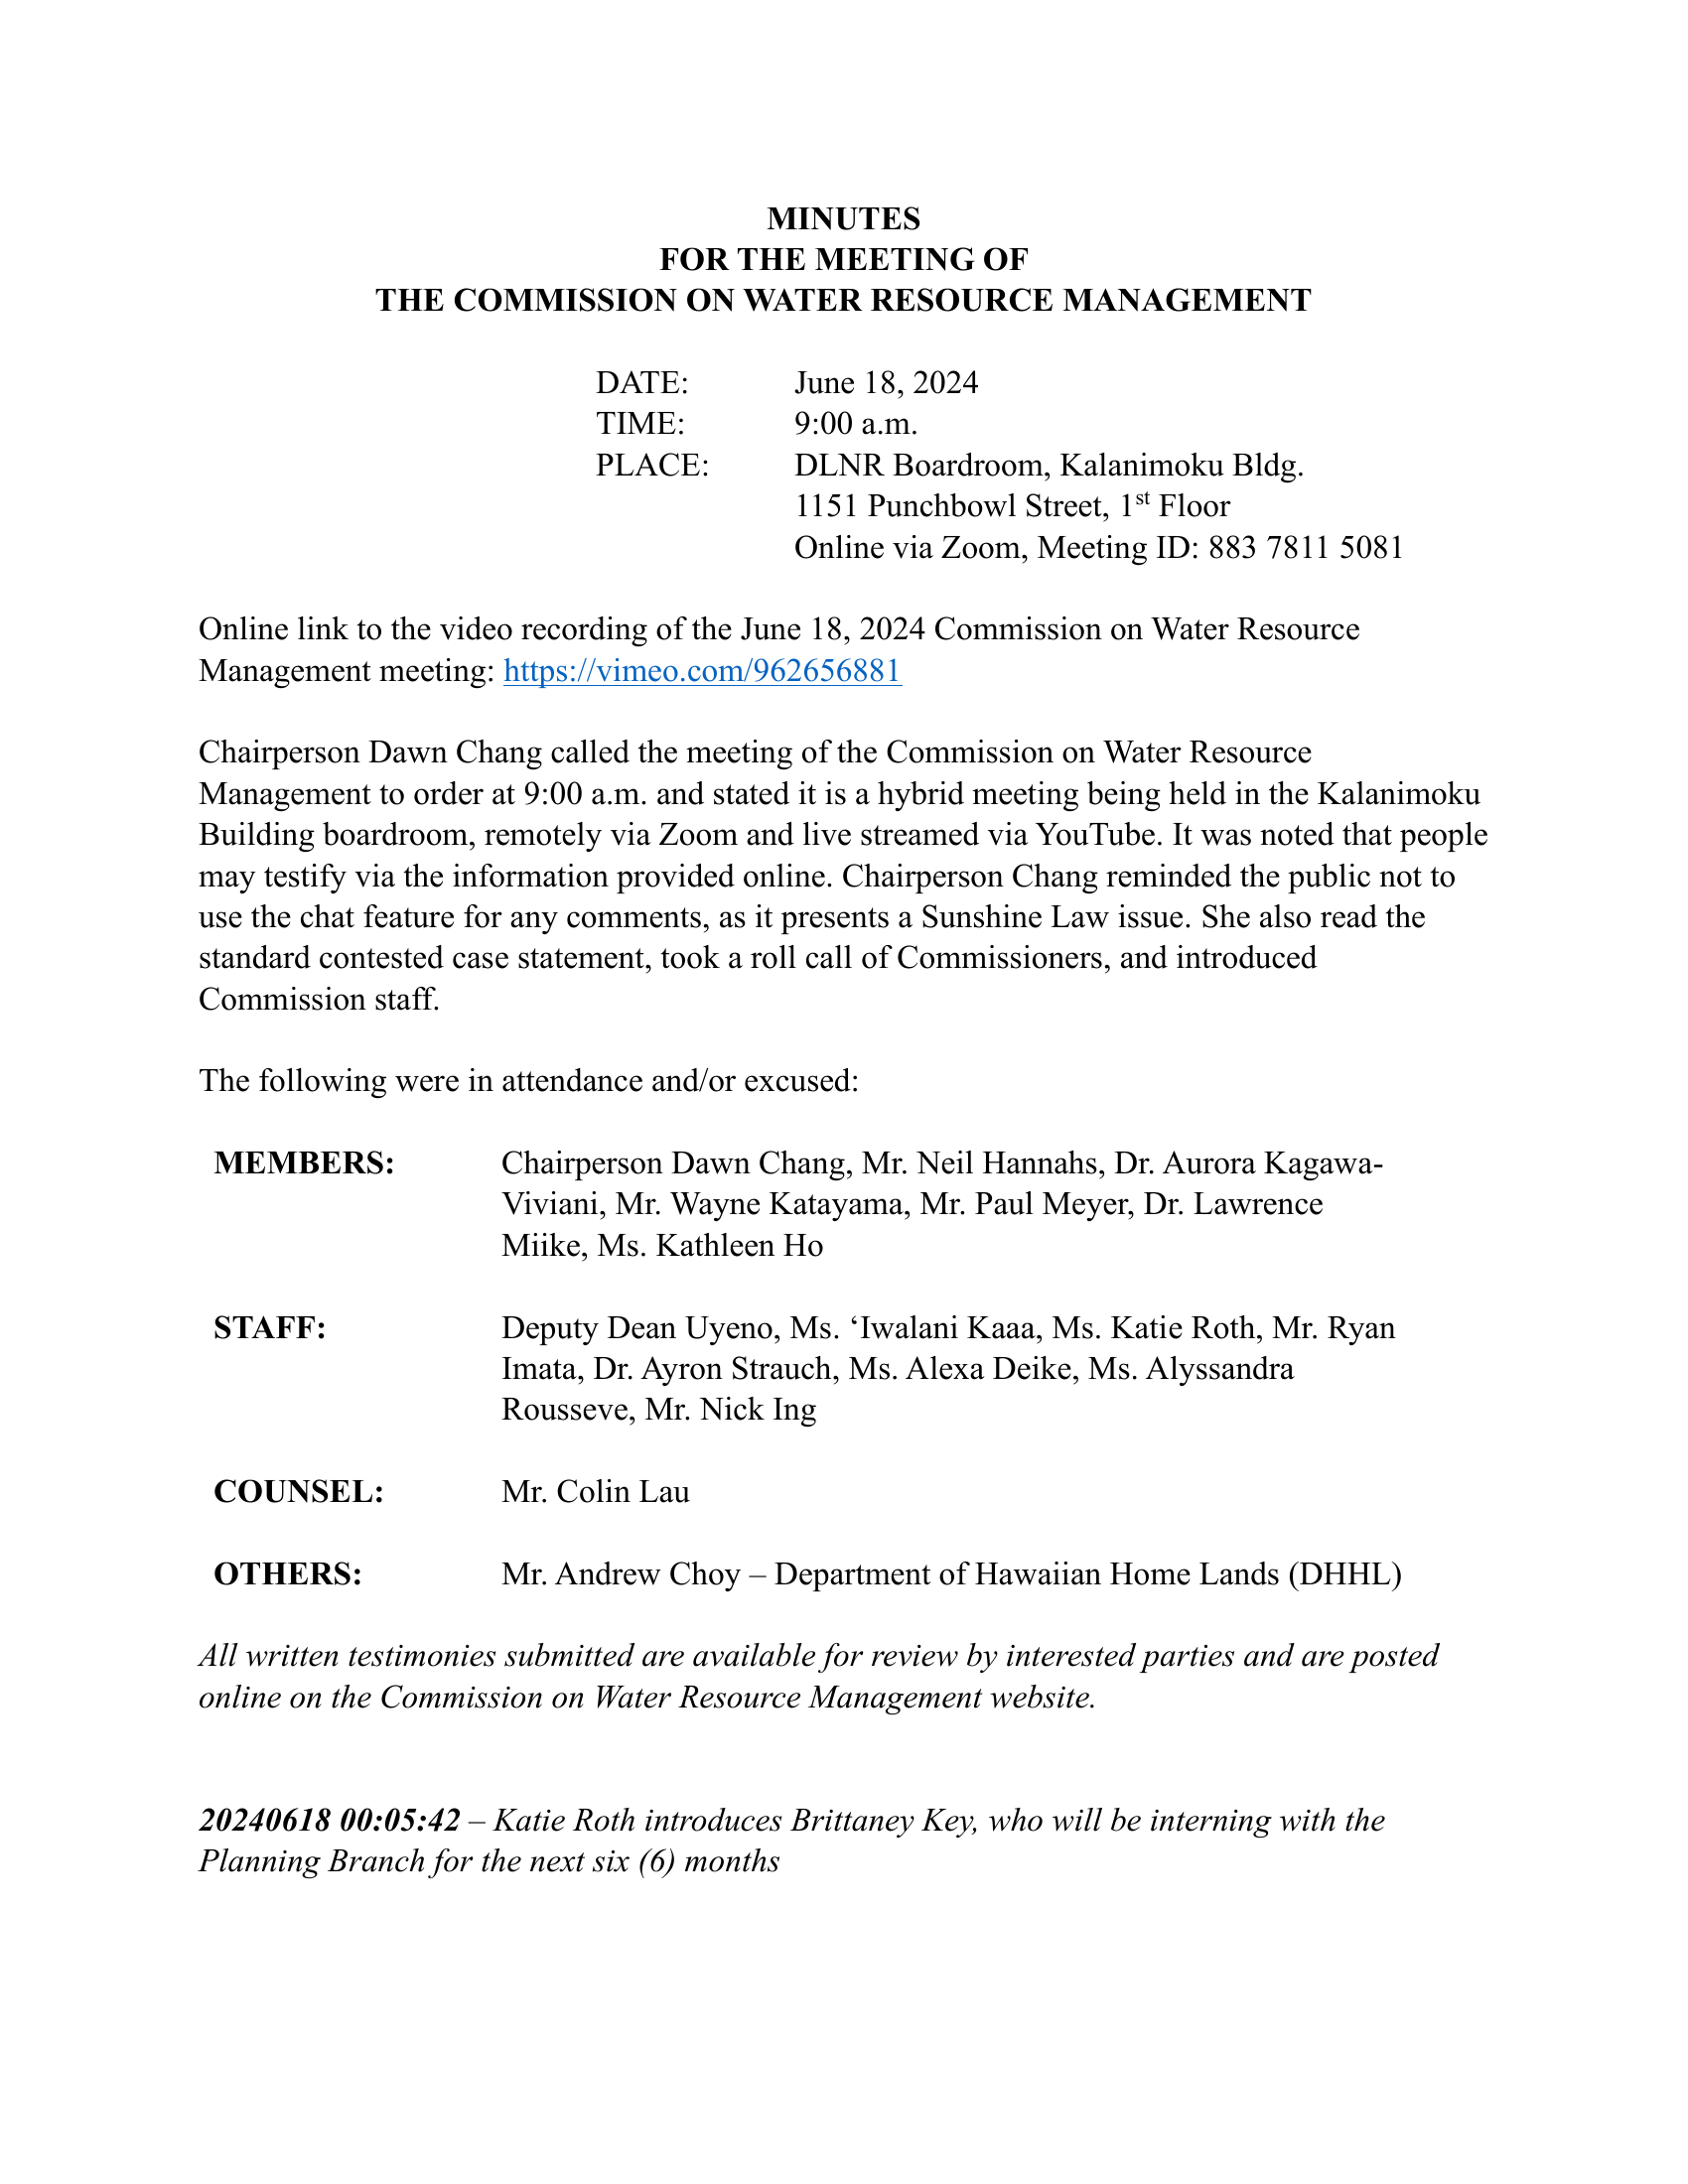 MINUTES
FOR THE MEETING OF
THE COMMISSION ON WATER RESOURCE MANAGEMENT
DATE: June 18, 2024
TIME: 9:00 a.m.
PLACE: DLNR Boardroom, Kalanimoku Bldg.
1151 Punchbowl Street, 1st Floor
Online via Zoom, Meeting ID: 883 7811 5081
Online link to the video recording of the June 18, 2024 Commission on Water Resource
Management meeting: https://vimeo.com/962656881
Chairperson Dawn Chang called the meeting of the Commission on Water Resource
Management to order at 9:00 a.m. and stated it is a hybrid meeting being held in the Kalanimoku
Building boardroom, remotely via Zoom and live streamed via YouTube. It was noted that people
may testify via the information provided online. Chairperson Chang reminded the public not to
use the chat feature for any comments, as it presents a Sunshine Law issue. She also read the
standard contested case statement, took a roll call of Commissioners, and introduced
Commission staff.
The following were in attendance and/or excused:
MEMBERS: Chairperson Dawn Chang, Mr. Neil Hannahs, Dr. Aurora Kagawa-
Viviani, Mr. Wayne Katayama, Mr. Paul Meyer, Dr. Lawrence
Miike, Ms. Kathleen Ho
STAFF: Deputy Dean Uyeno, Ms. ‘Iwalani Kaaa, Ms. Katie Roth, Mr. Ryan
Imata, Dr. Ayron Strauch, Ms. Alexa Deike, Ms. Alyssandra
Rousseve, Mr. Nick Ing
COUNSEL: Mr. Colin Lau
OTHERS: Mr. Andrew Choy – Department of Hawaiian Home Lands (DHHL)
All written testimonies submitted are available for review by interested parties and are posted
online on the Commission on Water Resource Management website.
20240618 00:05:42 – Katie Roth introduces Brittaney Key, who will be interning with the
Planning Branch for the next six (6) months